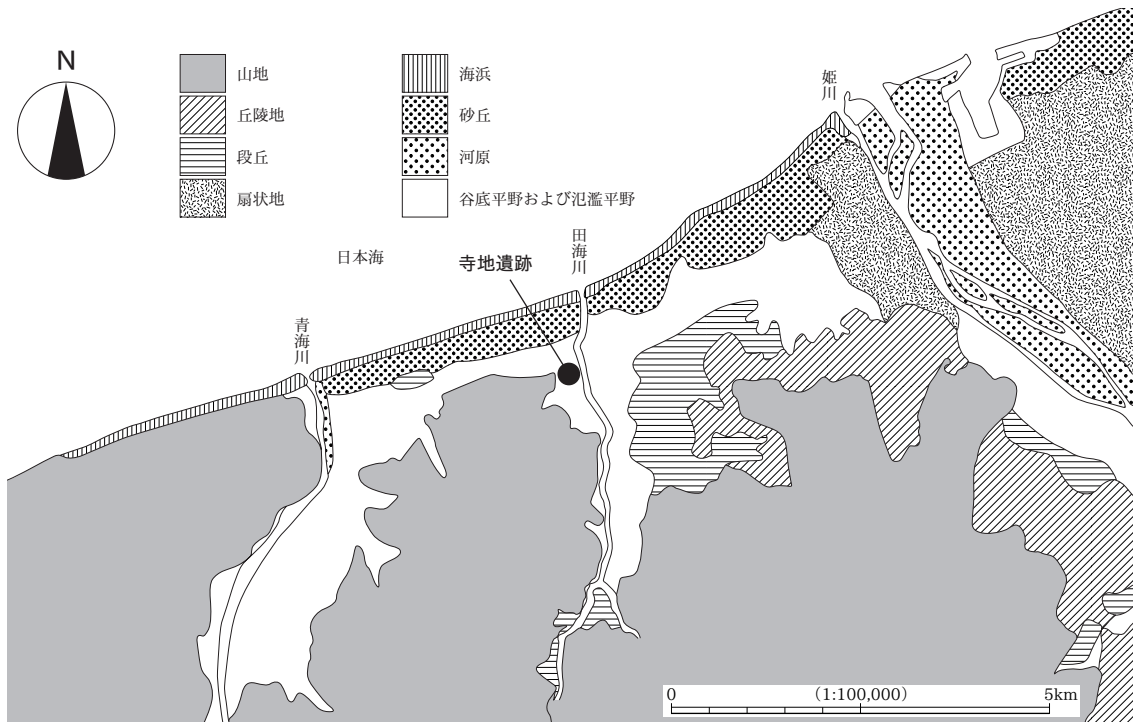 N
山地
丘陵地
段丘
扇状地
海浜
砂丘
河原
谷底平野および氾濫平野
姫川
田海川
日本海
寺地遺跡
青海川
0 (1:100,000) 5km